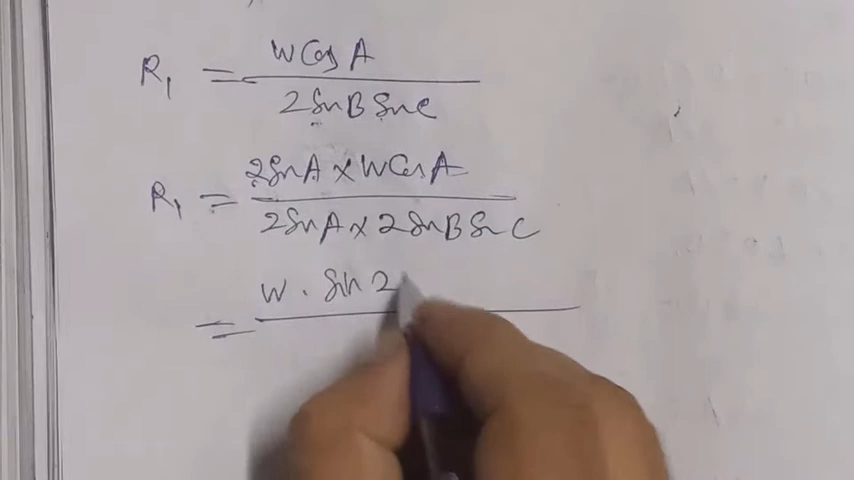 R₁ = W Cos A
2 Sin B Sin C
R₁ = 2 Sin A × W Cos A
2 Sin A × 2 Sin B Sin C
= W . Sin 2